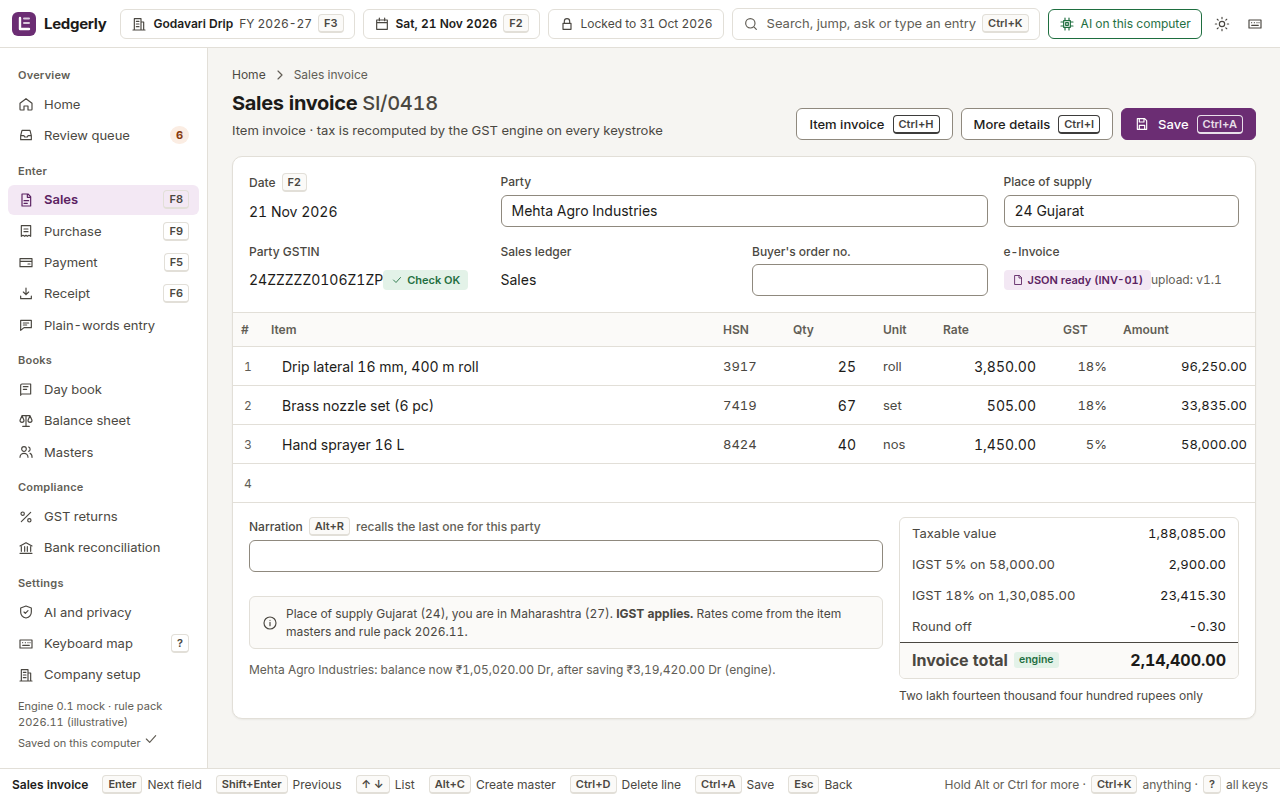 Ledgerly
Godavari Drip FY 2026-27 F3
Sat, 21 Nov 2026 F2
Locked to 31 Oct 2026
Search, jump, ask or type an entry Ctrl+K
AI on this computer
Overview
Home
Review queue 6
Enter
Sales F8
Purchase F9
Payment F5
Receipt F6
Plain-words entry
Books
Day book
Balance sheet
Masters
Compliance
GST returns
Bank reconciliation
Settings
AI and privacy
Keyboard map ?
Company setup
Engine 0.1 mock · rule pack
2026.11 (illustrative)
Saved on this computer
Home > Sales invoice
Sales invoice SI/0418
Item invoice · tax is recomputed by the GST engine on every keystroke
Item invoice Ctrl+H
More details Ctrl+I
Save Ctrl+A
Date F2
21 Nov 2026
Party
Mehta Agro Industries
Place of supply
24 Gujarat
Party GSTIN
24ZZZZZ0106Z1ZP Check OK
Sales ledger
Sales
Buyer's order no.
e-Invoice
JSON ready (INV-01) upload: v1.1
# Item HSN Qty Unit Rate GST Amount
1 Drip lateral 16 mm, 400 m roll 3917 25 roll 3,850.00 18% 96,250.00
2 Brass nozzle set (6 pc) 7419 67 set 505.00 18% 33,835.00
3 Hand sprayer 16 L 8424 40 nos 1,450.00 5% 58,000.00
4
Narration Alt+R recalls the last one for this party
Place of supply Gujarat (24), you are in Maharashtra (27). IGST applies. Rates come from the item
masters and rule pack 2026.11.
Mehta Agro Industries: balance now ₹1,05,020.00 Dr, after saving ₹3,19,420.00 Dr (engine).
Taxable value 1,88,085.00
IGST 5% on 58,000.00 2,900.00
IGST 18% on 1,30,085.00 23,415.30
Round off -0.30
Invoice total engine 2,14,400.00
Two lakh fourteen thousand four hundred rupees only
Sales invoice Enter Next field Shift+Enter Previous ↑↓ List Alt+C Create master Ctrl+D Delete line Ctrl+A Save Esc Back Hold Alt or Ctrl for more · Ctrl+K anything · ? all keys